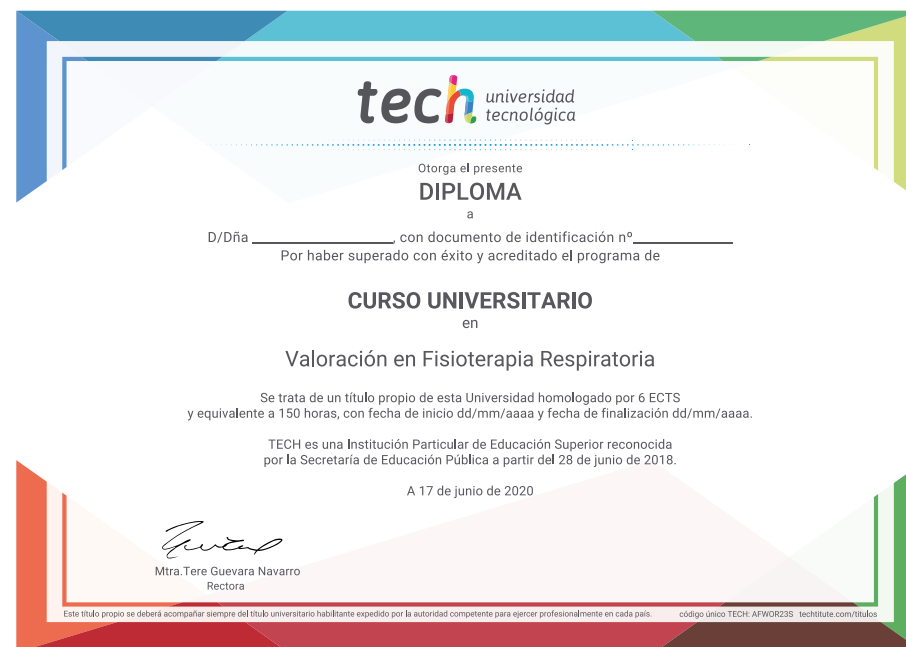 tech universidad
tecnológica
Otorga el presente
DIPLOMA
a
D/Dña ____________________, con documento de identificación nº______________
Por haber superado con éxito y acreditado el programa de
CURSO UNIVERSITARIO
en
Valoración en Fisioterapia Respiratoria
Se trata de un título propio de esta Universidad homologado por 6 ECTS
y equivalente a 150 horas, con fecha de inicio dd/mm/aaaa y fecha de finalización dd/mm/aaaa.
TECH es una Institución Particular de Educación Superior reconocida
por la Secretaría de Educación Pública a partir del 28 de junio de 2018.
A 17 de junio de 2020
Mtra.Tere Guevara Navarro
Rectora
Este título propio se deberá acompañar siempre del título universitario habilitante expedido por la autoridad competente para ejercer profesionalmente en cada país. código único TECH: AFWOR23S techtitute.com/titulos